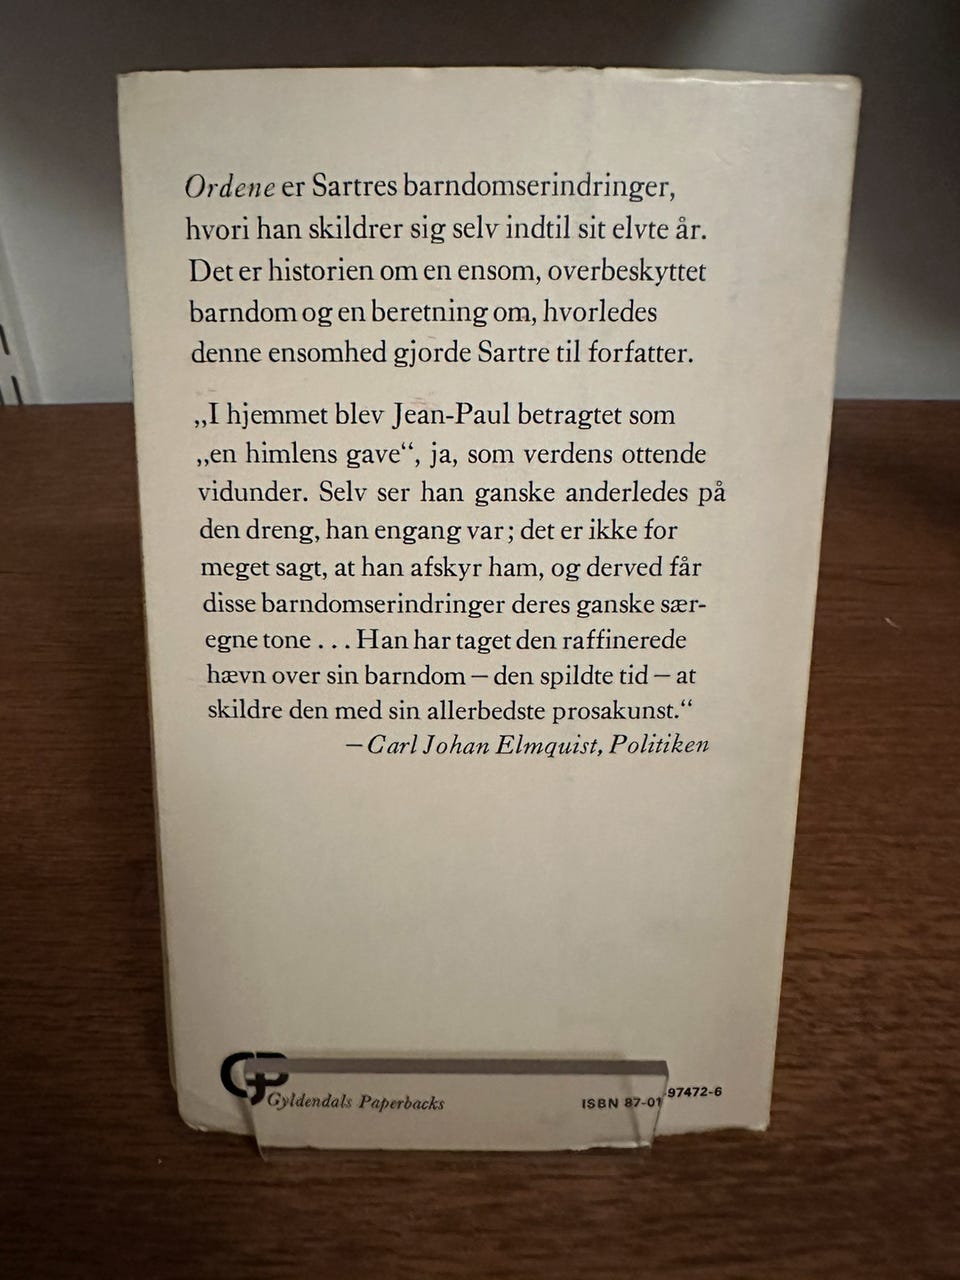 Ordene er Sartres barndomserindringer,
hvori han skildrer sig selv indtil sit elvte år.
Det er historien om en ensom, overbeskyttet
barndom og en beretning om, hvorledes
denne ensomhed gjorde Sartre til forfatter.
„I hjemmet blev Jean-Paul betragtet som
„en himlens gave“, ja, som verdens ottende
vidunder. Selv ser han ganske anderledes på
den dreng, han engang var; det er ikke for
meget sagt, at han afskyr ham, og derved får
disse barndomserindringer deres ganske sær-
egne tone . . . Han har taget den raffinerede
hævn over sin barndom – den spildte tid – at
skildre den med sin allerbedste prosakunst.“
– Carl Johan Elmquist, Politiken
GP
Gyldendals Paperbacks
ISBN 87-01-97472-6